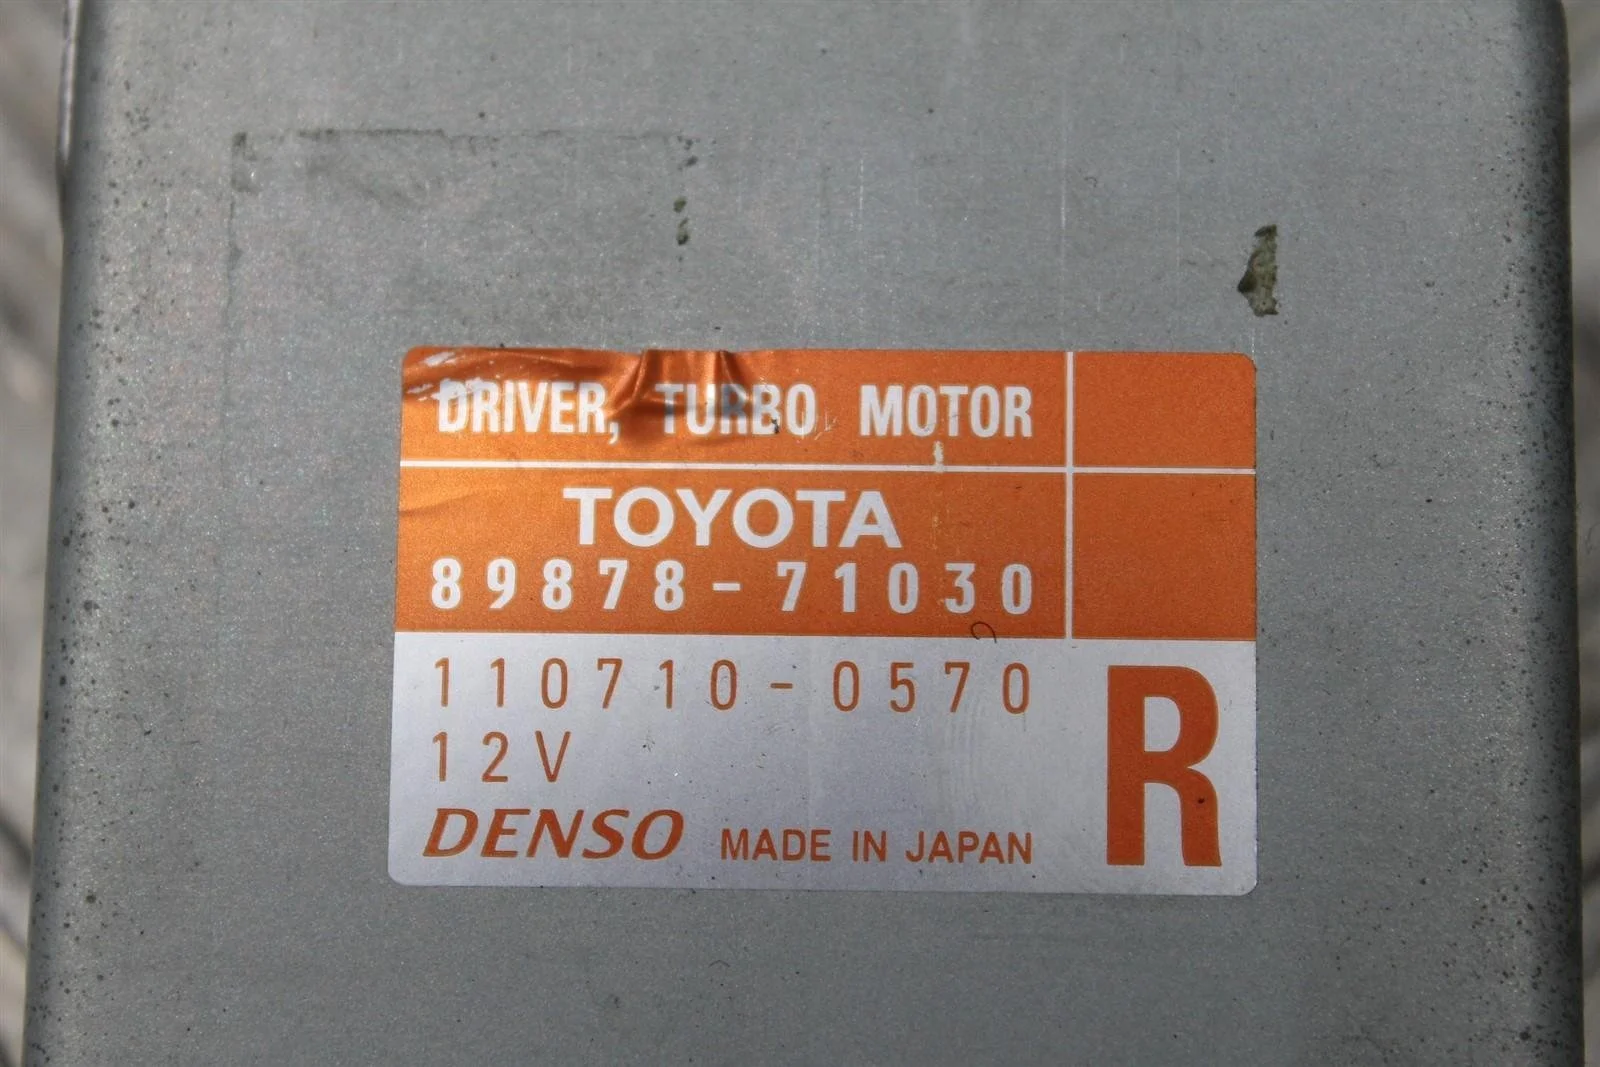 DRIVER, TURBO MOTOR
TOYOTA
89878-71030
110710-0570
12V
DENSO MADE IN JAPAN
R